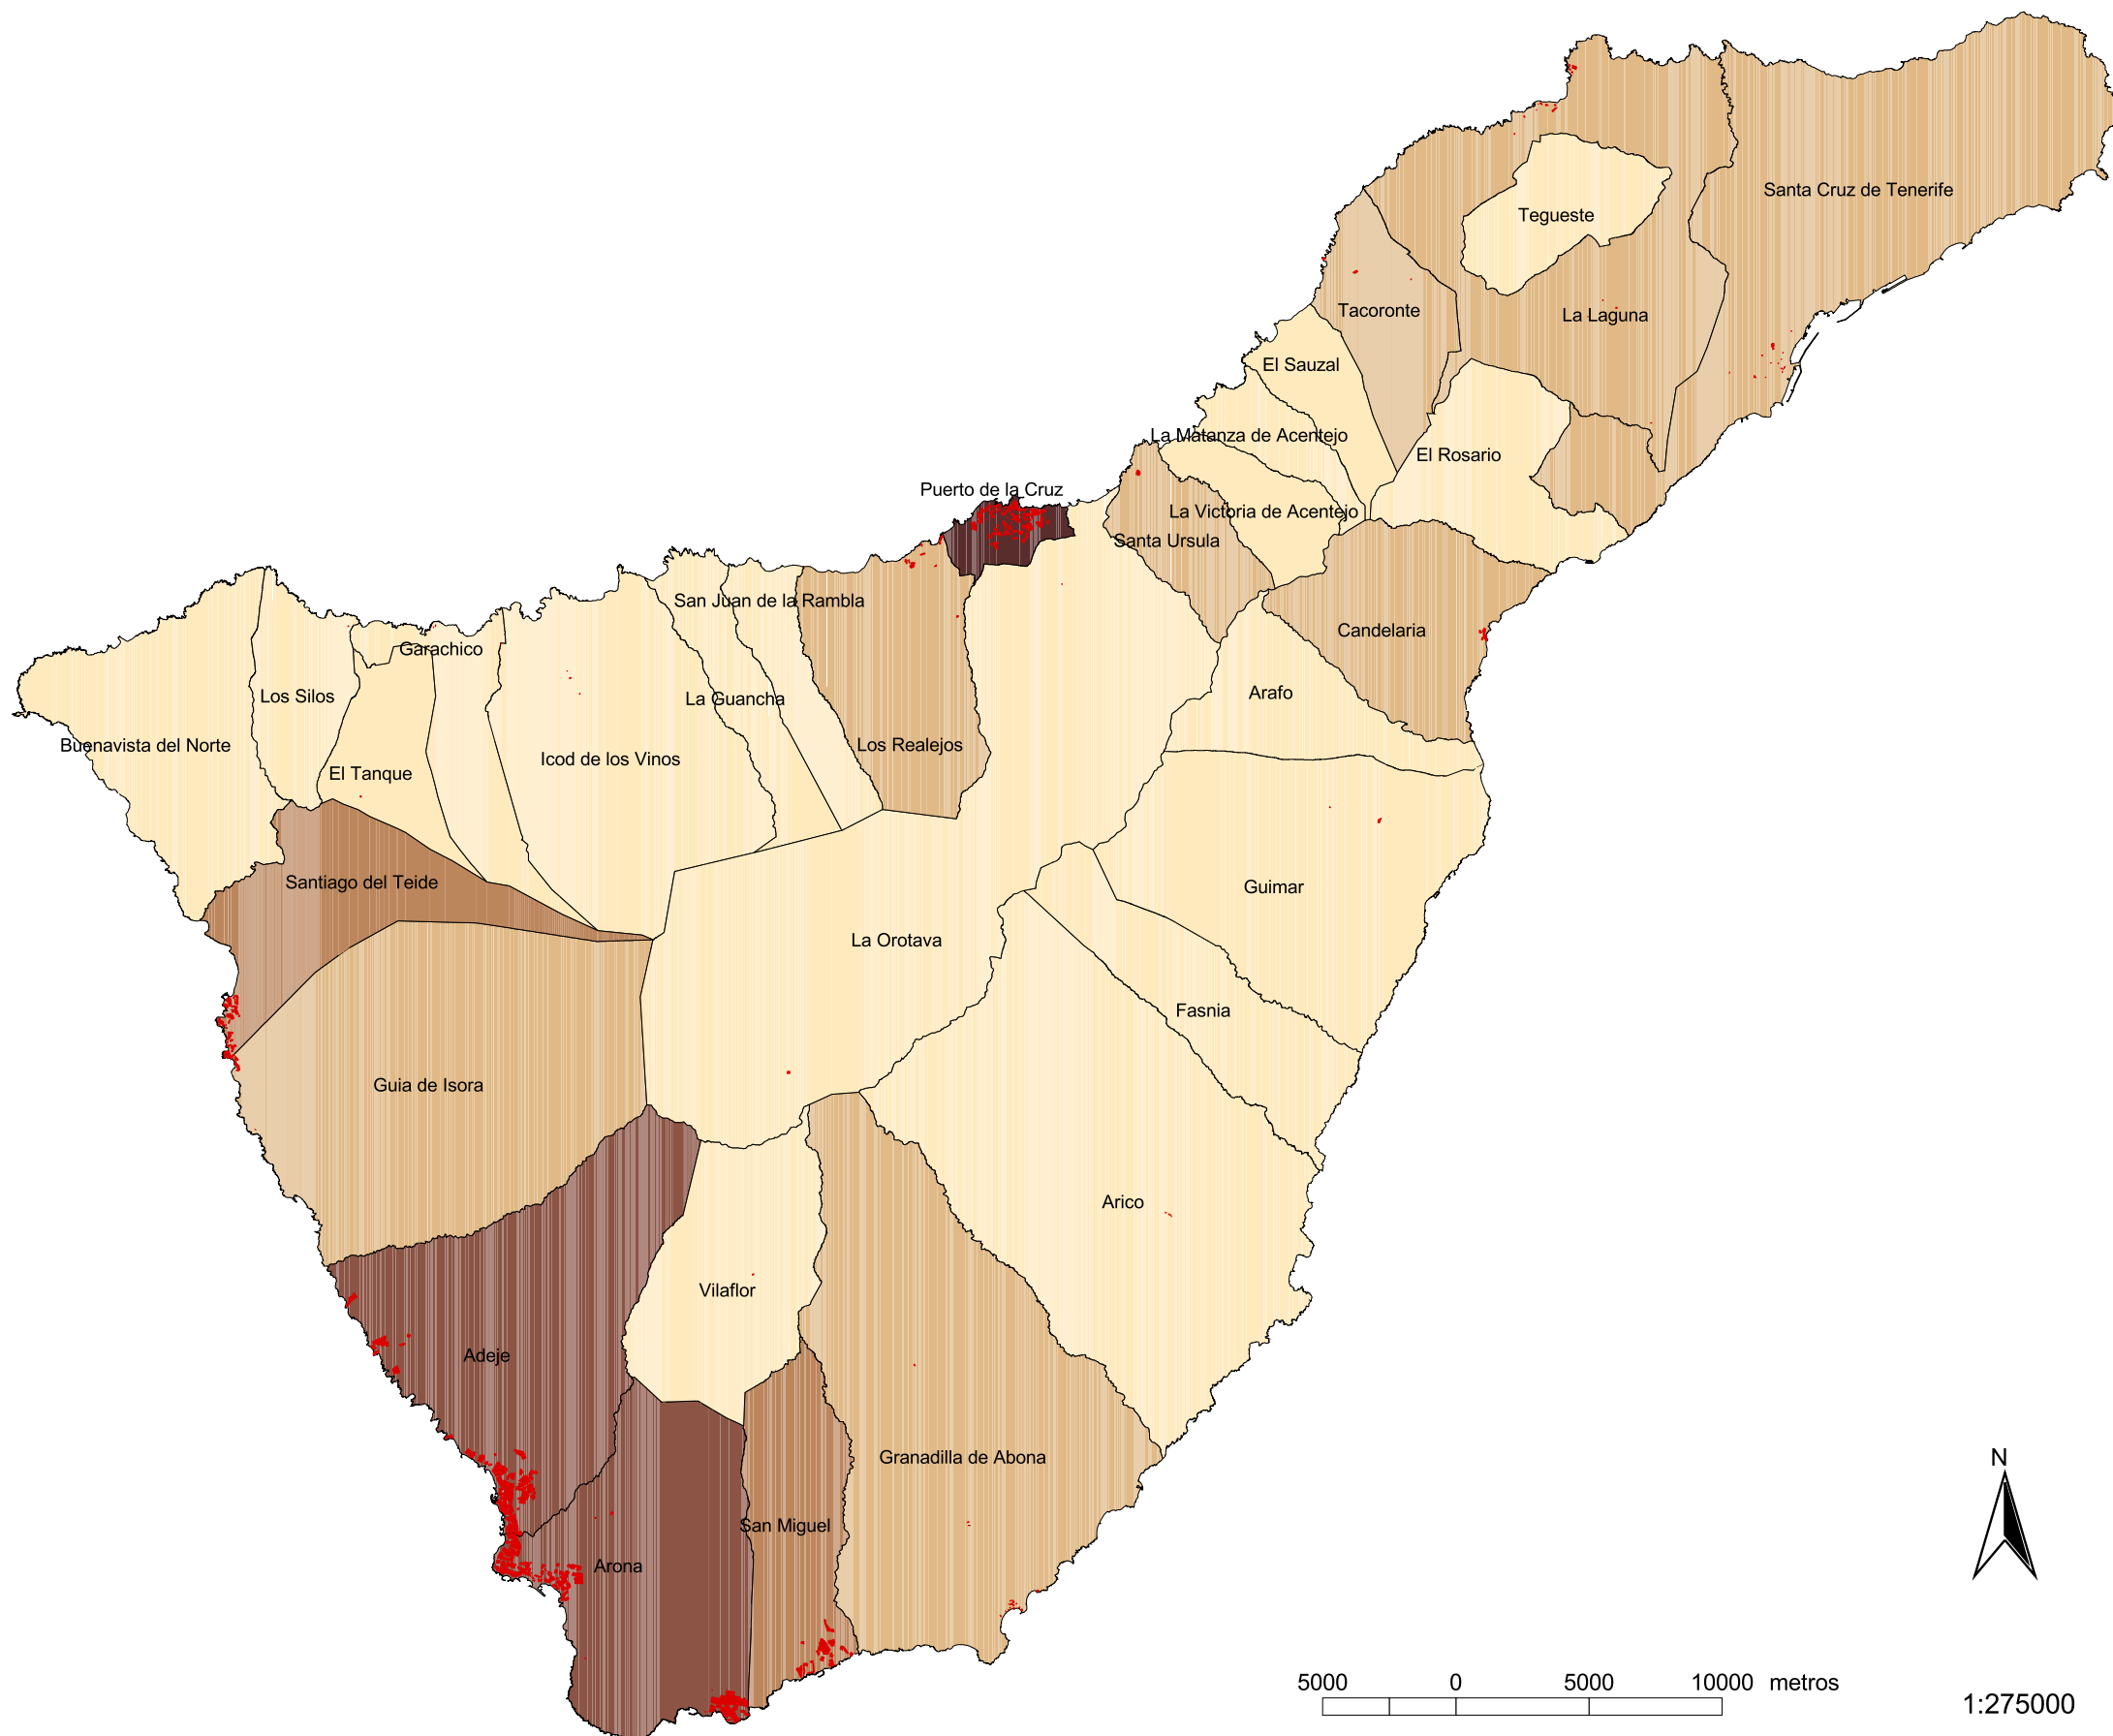 Santa Cruz de Tenerife
Tegueste
Tacoronte
La Laguna
El Sauzal
La Matanza de Acentejo
El Rosario
Puerto de la Cruz
La Victoria de Acentejo
Santa Ursula
San Juan de la Rambla
Candelaria
Garachico
Los Silos
La Guancha
Arafo
Buenavista del Norte
Los Realejos
Icod de los Vinos
El Tanque
Santiago del Teide
Guimar
La Orotava
Fasnia
Guia de Isora
Arico
Vilaflor
Adeje
Granadilla de Abona
San Miguel
Arona
N
5000 0 5000 10000 metros
1:275000